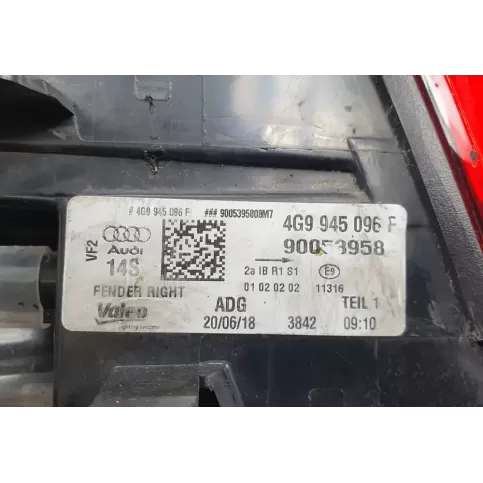 # 4G9 945 096 F ### 9005395808M7
VF2
Audi
14S
4G9 945 096 F
90053958
2a IB R1 S1 E9
01 02 02 02 11316
FENDER RIGHT
Valeo
ADG TEIL 1
20/06/18 3842 09:10